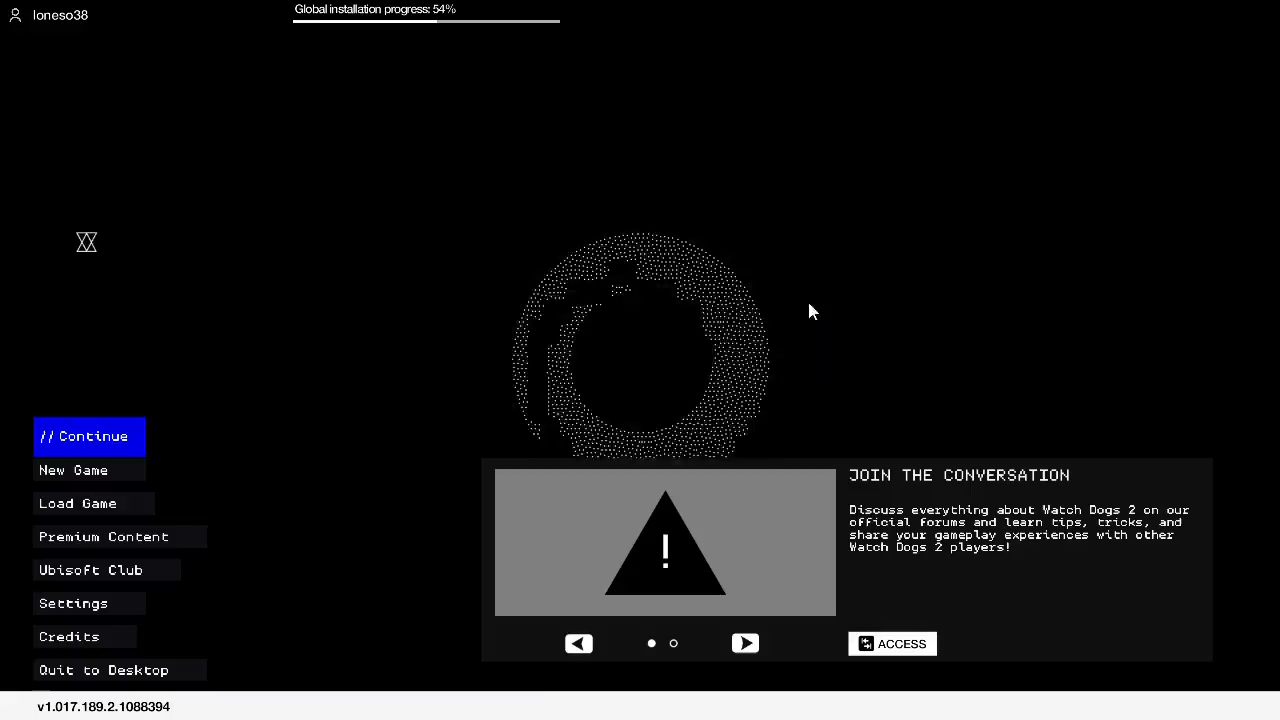 loneso38
Global installation progress: 54%
// Continue
New Game
Load Game
Premium Content
Ubisoft Club
Settings
Credits
Quit to Desktop
JOIN THE CONVERSATION
Discuss everything about Watch Dogs 2 on our
official forums and learn tips, tricks, and
share your gameplay experiences with other
Watch Dogs 2 players!
!
ACCESS
v1.017.189.2.1088394